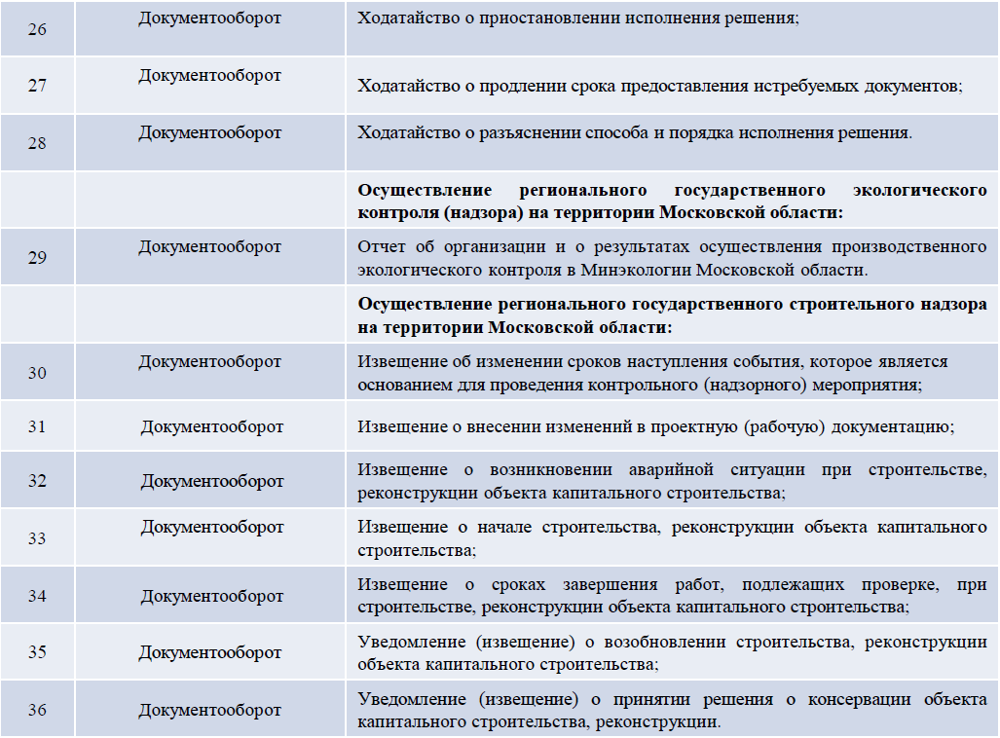 26 Документооборот Ходатайство о приостановлении исполнения решения;
27 Документооборот Ходатайство о продлении срока предоставления истребуемых документов;
28 Документооборот Ходатайство о разъяснении способа и порядка исполнения решения.
Осуществление регионального государственного экологического
контроля (надзора) на территории Московской области:
29 Документооборот Отчет об организации и о результатах осуществления производственного
экологического контроля в Минэкологии Московской области.
Осуществление регионального государственного строительного надзора
на территории Московской области:
30 Документооборот Извещение об изменении сроков наступления события, которое является
основанием для проведения контрольного (надзорного) мероприятия;
31 Документооборот Извещение о внесении изменений в проектную (рабочую) документацию;
32 Документооборот Извещение о возникновении аварийной ситуации при строительстве,
реконструкции объекта капитального строительства;
33 Документооборот Извещение о начале строительства, реконструкции объекта капитального
строительства;
34 Документооборот Извещение о сроках завершения работ, подлежащих проверке, при
строительстве, реконструкции объекта капитального строительства;
35 Документооборот Уведомление (извещение) о возобновлении строительства, реконструкции
объекта капитального строительства;
36 Документооборот Уведомление (извещение) о принятии решения о консервации объекта
капитального строительства, реконструкции.